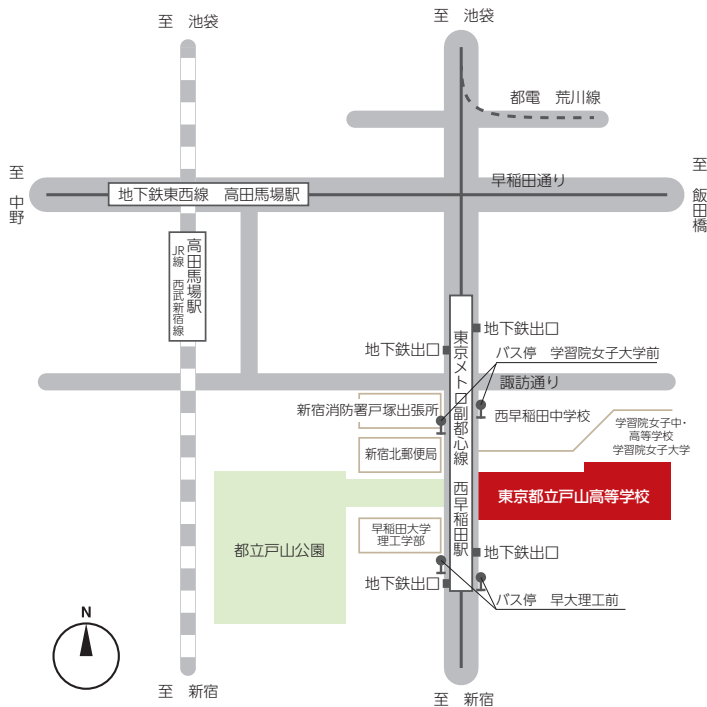 至　池袋
至　池袋
都電　荒川線
至　中野
至　飯田橋
早稲田通り
地下鉄東西線　高田馬場駅
高田馬場駅
JR線　西武新宿線
地下鉄出口
地下鉄出口
バス停　学習院女子大学前
諏訪通り
東京メトロ副都心線　西早稲田駅
新宿消防署戸塚出張所
西早稲田中学校
学習院女子中・
高等学校
学習院女子大学
新宿北郵便局
東京都立戸山高等学校
早稲田大学
理工学部
都立戸山公園
地下鉄出口
地下鉄出口
バス停　早大理工前
N
至　新宿
至　新宿